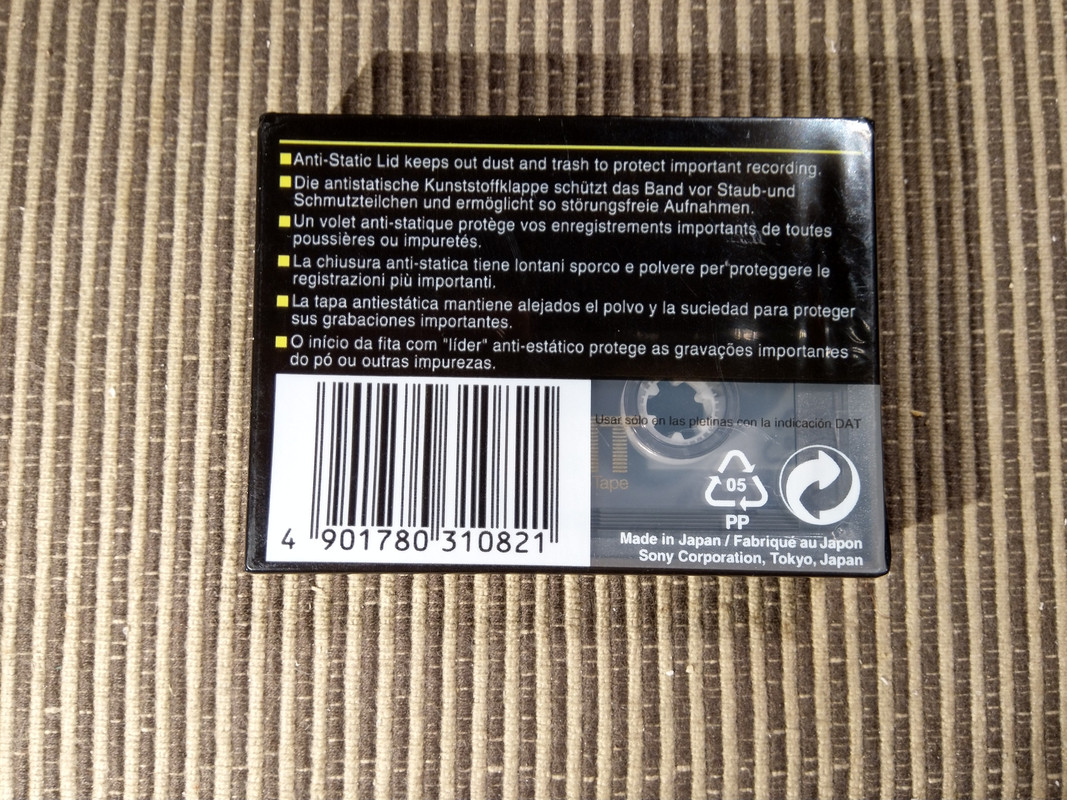 Anti-Static Lid keeps out dust and trash to protect important recording.
Die antistatische Kunststoffklappe schützt das Band vor Staub-und
Schmutzteilchen und ermöglicht so störungsfreie Aufnahmen.
Un volet anti-statique protège vos enregistrements importants de toutes
poussières ou impuretés.
La chiusura anti-statica tiene lontani sporco e polvere per proteggere le
registrazioni più importanti.
La tapa antiestática mantiene alejados el polvo y la suciedad para proteger
sus grabaciones importantes.
O início da fita com "líder" anti-estático protege as gravações importantes
do pó ou outras impurezas.
Usar solo en las pletinas con la indicación DAT
Tape
05
PP
4 901780 310821
Made in Japan / Fabriqué au Japon
Sony Corporation, Tokyo, Japan